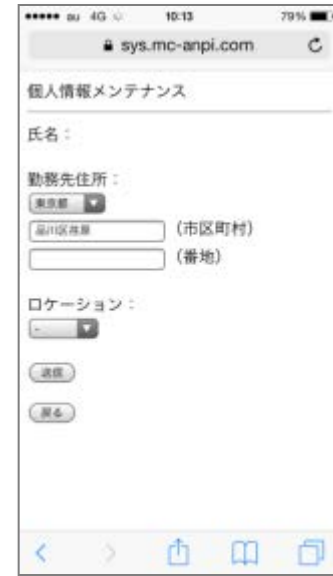 au 4G 10:13 79%
sys.mc-anpi.com
個人情報メンテナンス
氏名：
勤務先住所：
東京都
品川区荏原 （市区町村）
（番地）
ロケーション：
-
送信
戻る